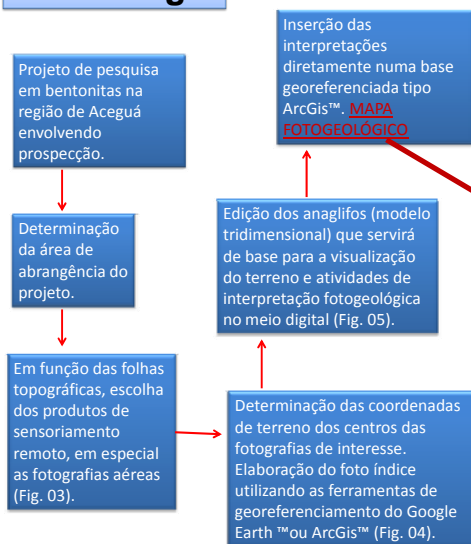 Projeto de pesquisa
em bentonitas na
região de Aceguá
envolvendo
prospecção.
Determinação
da área de
abrangência do
projeto.
Em função das folhas
topográficas, escolha
dos produtos de
sensoriamento
remoto, em especial
as fotografias aéreas
(Fig. 03).
Determinação das coordenadas
de terreno dos centros das
fotografias de interesse.
Elaboração do foto índice
utilizando as ferramentas de
georeferenciamento do Google
Earth ™ou ArcGis™ (Fig. 04).
Edição dos anaglifos (modelo
tridimensional) que servirá
de base para a visualização
do terreno e atividades de
interpretação fotogeológica
no meio digital (Fig. 05).
Inserção das
interpretações
diretamente numa base
georeferenciada tipo
ArcGis™. MAPA
FOTOGEOLÓGICO